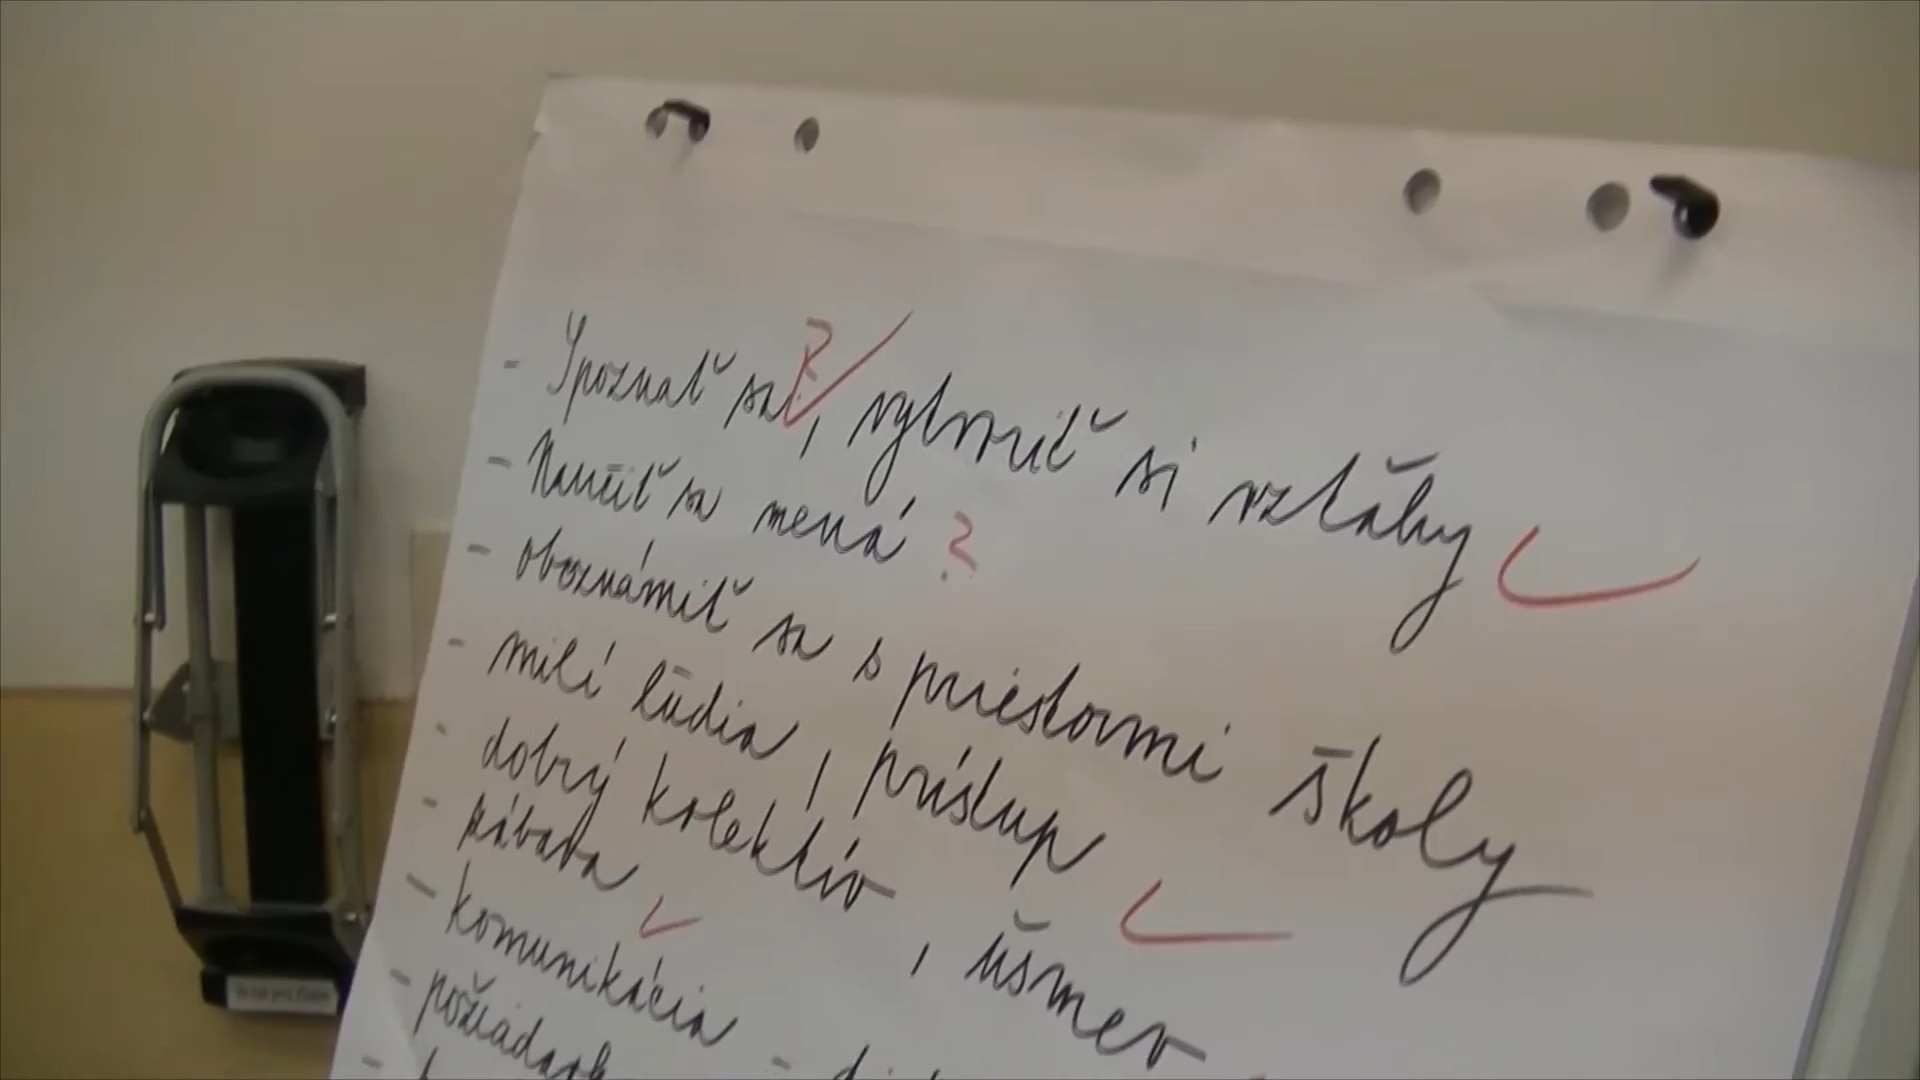 - Spoznať sa, vytvoriť si vzťahy
- Naučiť sa mená ?
- oboznámiť sa s priestormi školy
- milí ľudia, prístup
- dobrý kolektív, úsmev
- zábava
- komunikácia